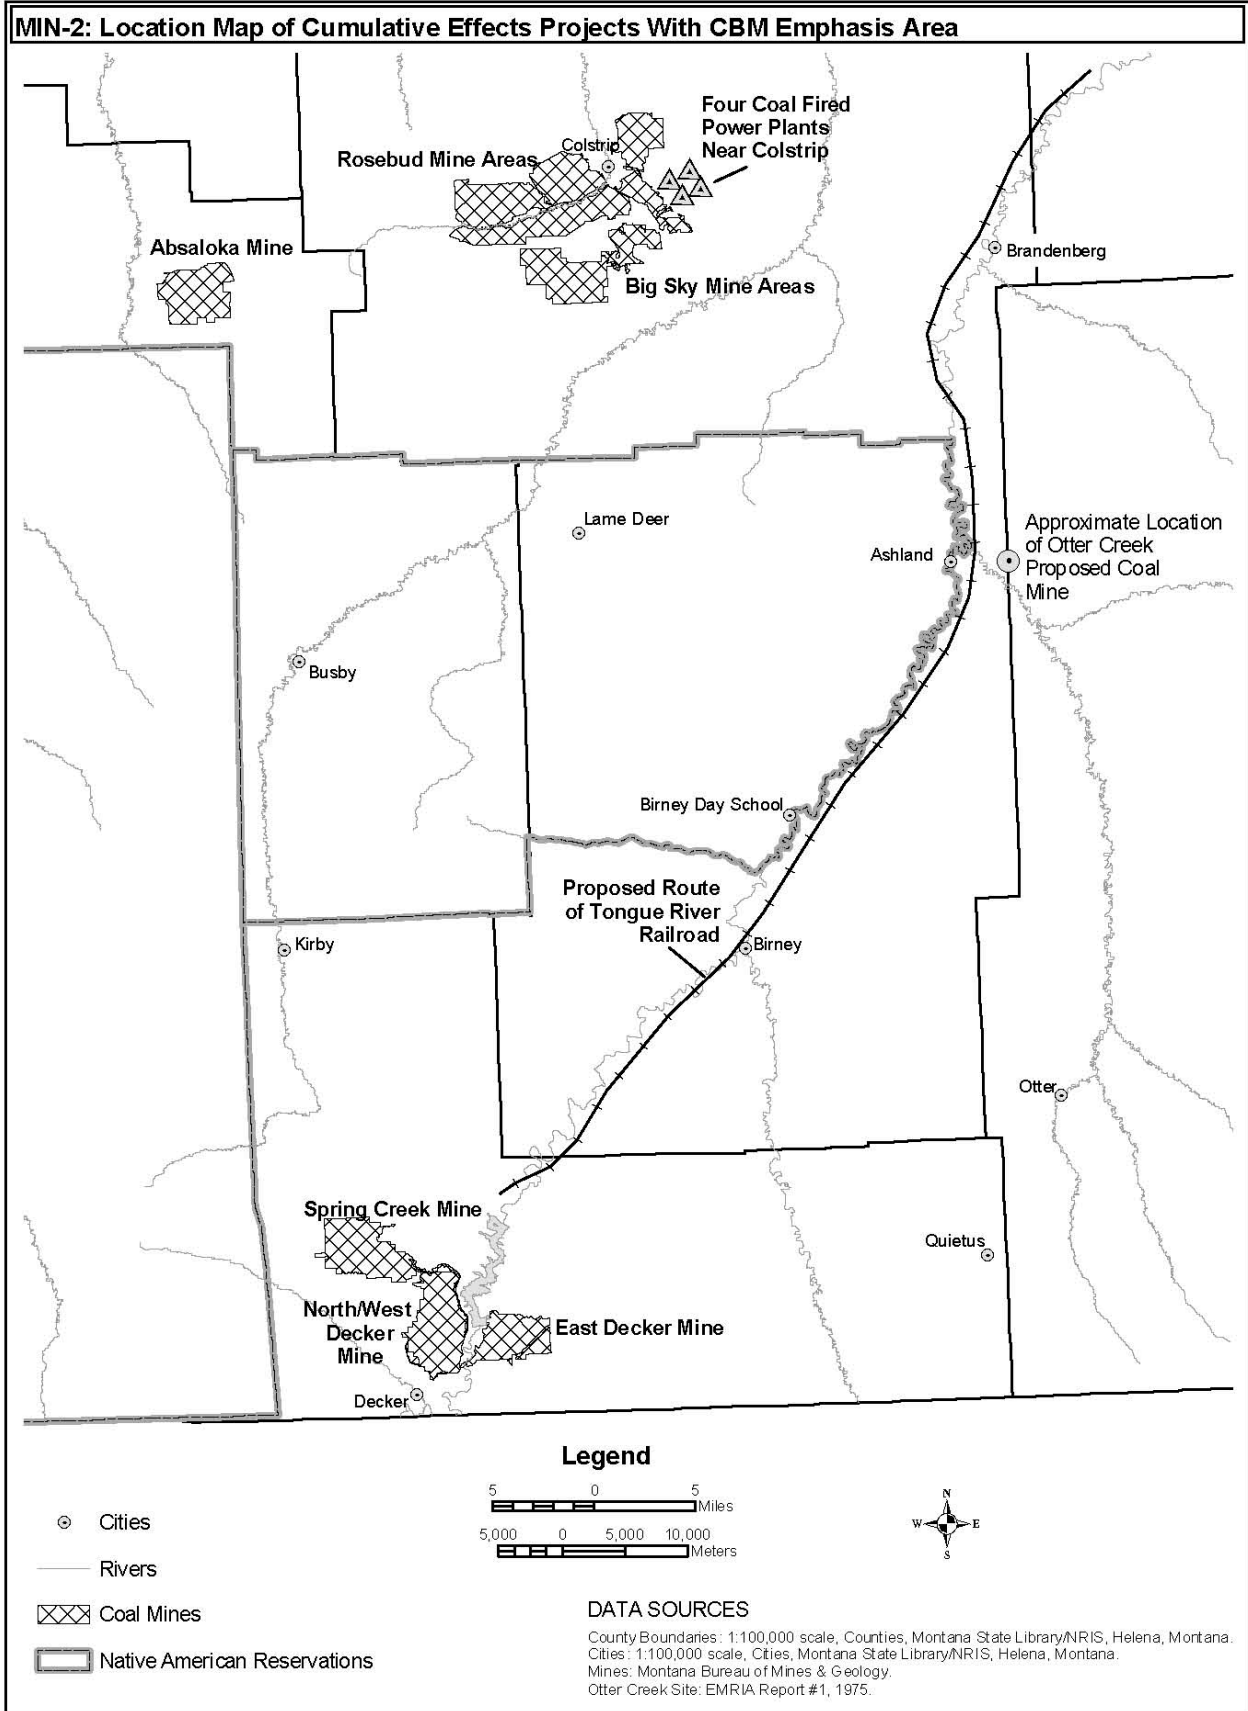 MIN-2: Location Map of Cumulative Effects Projects With CBM Emphasis Area
Four Coal Fired
Power Plants
Near Colstrip
Colstrip
Rosebud Mine Areas
Absaloka Mine
Brandenberg
Big Sky Mine Areas
Lame Deer
Approximate Location
of Otter Creek
Proposed Coal
Mine
Ashland
Busby
Birney Day School
Proposed Route
of Tongue River
Railroad
Kirby
Birney
Otter
Spring Creek Mine
Quietus
North/West
Decker
Mine
East Decker Mine
Decker
Legend
5 0 5
Miles
5,000 0 5,000 10,000
Meters
N
W E
S
Cities
Rivers
Coal Mines
Native American Reservations
DATA SOURCES
County Boundaries: 1:100,000 scale, Counties, Montana State Library/NRIS, Helena, Montana.
Cities: 1:100,000 scale, Cities, Montana State Library/NRIS, Helena, Montana.
Mines: Montana Bureau of Mines & Geology.
Otter Creek Site: EMRIA Report #1, 1975.